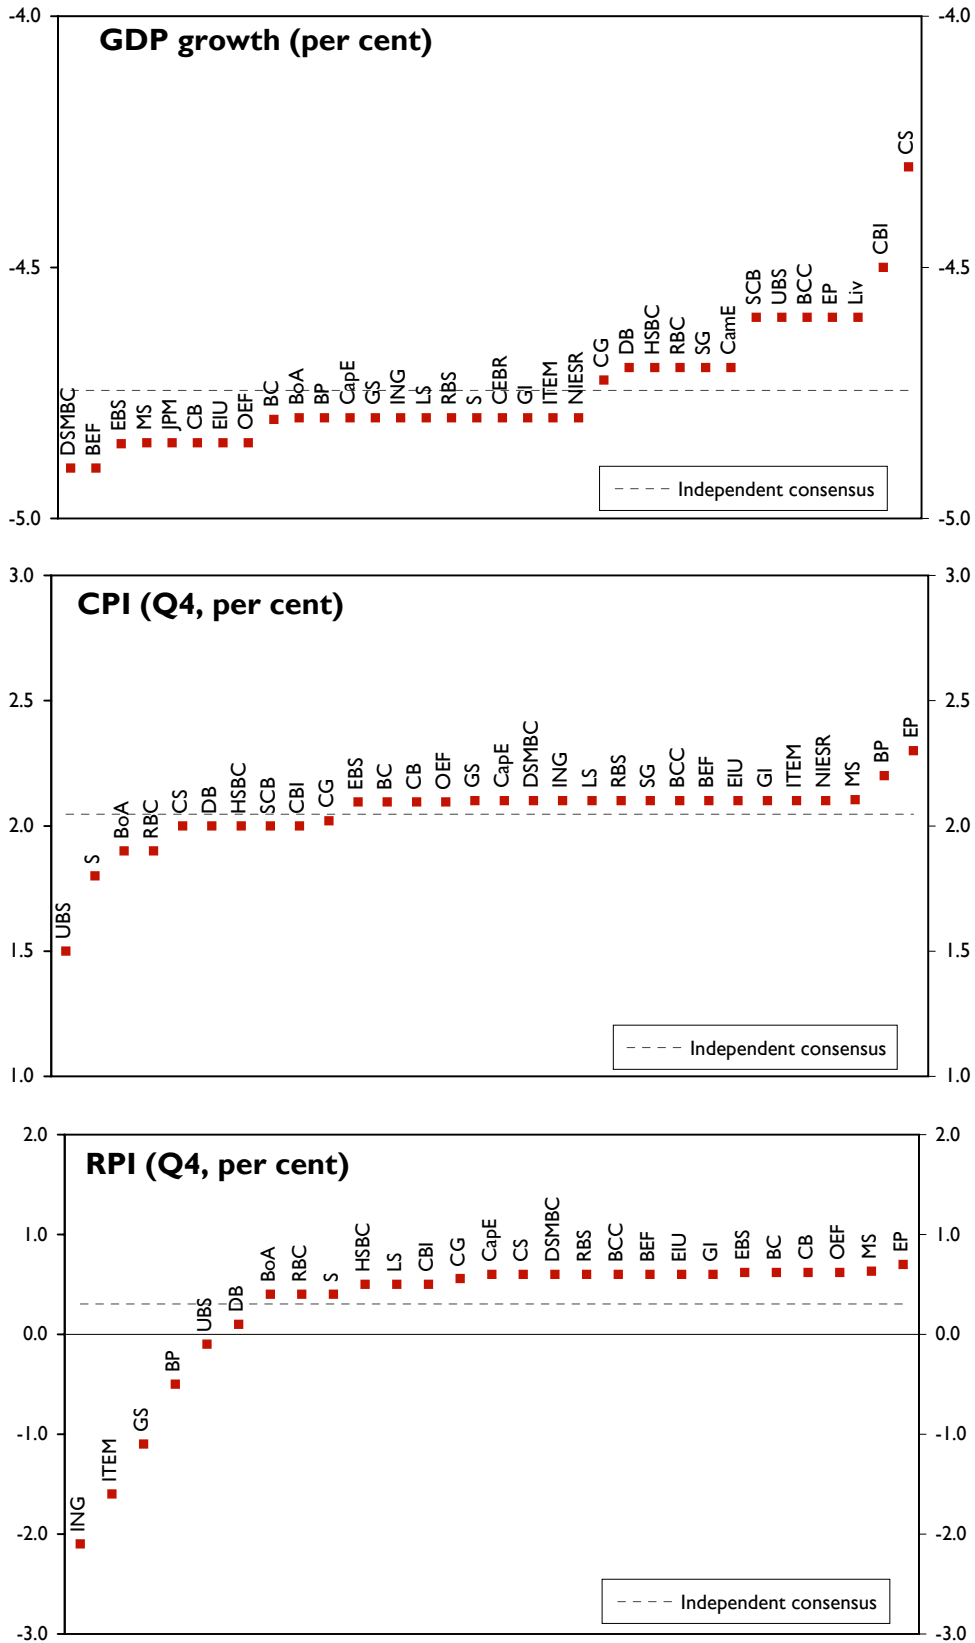 GDP growth (per cent)
-4.0
-4.5
-5.0
-4.0
-4.5
-5.0
DSMBC
BEF
EBS
MS
JPM
CB
EIU
OEF
BC
BoA
BP
CapE
GS
ING
LS
RBS
S
CEBR
GI
ITEM
NIESR
CG
DB
HSBC
RBC
SG
CamE
SCB
UBS
BCC
EP
Liv
CBI
CS
Independent consensus
CPI (Q4, per cent)
3.0
2.5
2.0
1.5
1.0
3.0
2.5
2.0
1.5
1.0
UBS
S
BoA
RBC
CS
DB
HSBC
SCB
CBI
CG
EBS
BC
CB
OEF
GS
CapE
DSMBC
ING
LS
RBS
SG
BCC
BEF
EIU
GI
ITEM
NIESR
MS
BP
EP
Independent consensus
RPI (Q4, per cent)
2.0
1.0
0.0
-1.0
-2.0
-3.0
2.0
1.0
0.0
-1.0
-2.0
-3.0
ING
ITEM
GS
BP
UBS
DB
BoA
RBC
S
HSBC
LS
CBI
CG
CapE
CS
DSMBC
RBS
BCC
BEF
EIU
GI
EBS
BC
CB
OEF
MS
EP
Independent consensus